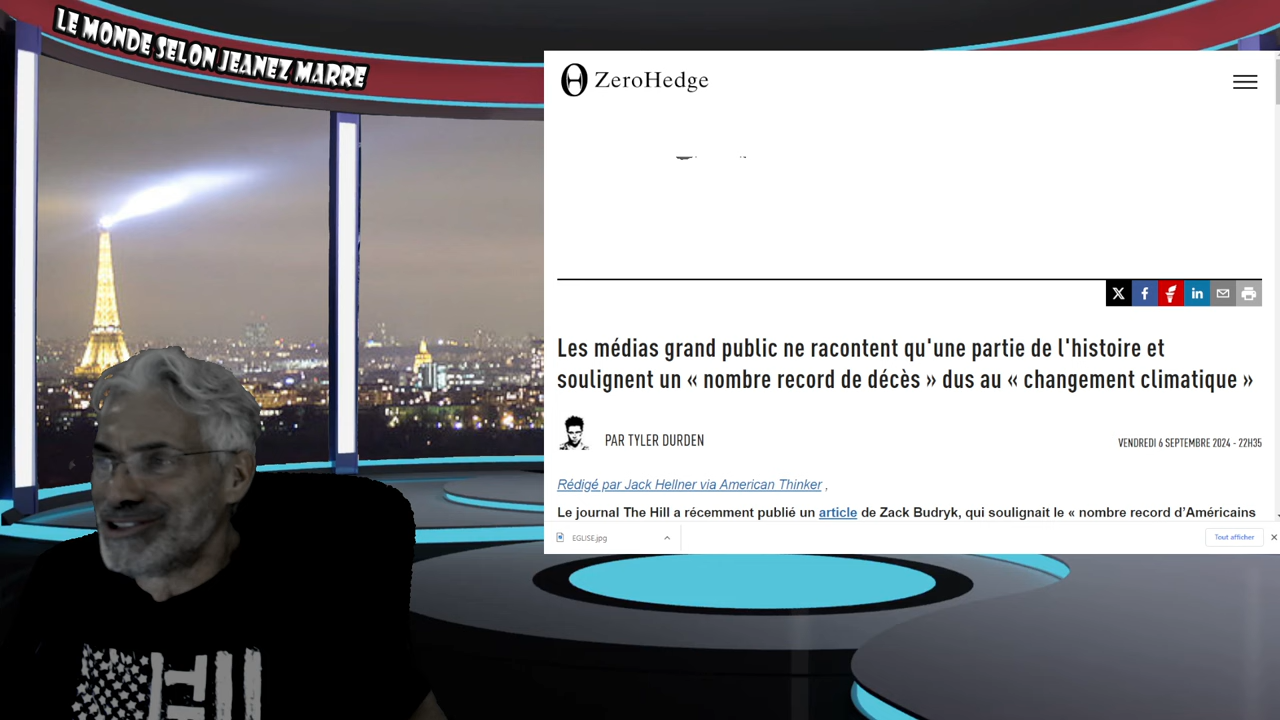 LE MONDE SELON JEANEZ MARRE
ZeroHedge
Les médias grand public ne racontent qu'une partie de l'histoire et
soulignent un « nombre record de décès » dus au « changement climatique »
PAR TYLER DURDEN
VENDREDI 6 SEPTEMBRE 2024 - 22H35
Rédigé par Jack Hellner via American Thinker ,
Le journal The Hill a récemment publié un article de Zack Budryk, qui soulignait le « nombre record d’Américains
EGLISE.jpg
Tout afficher